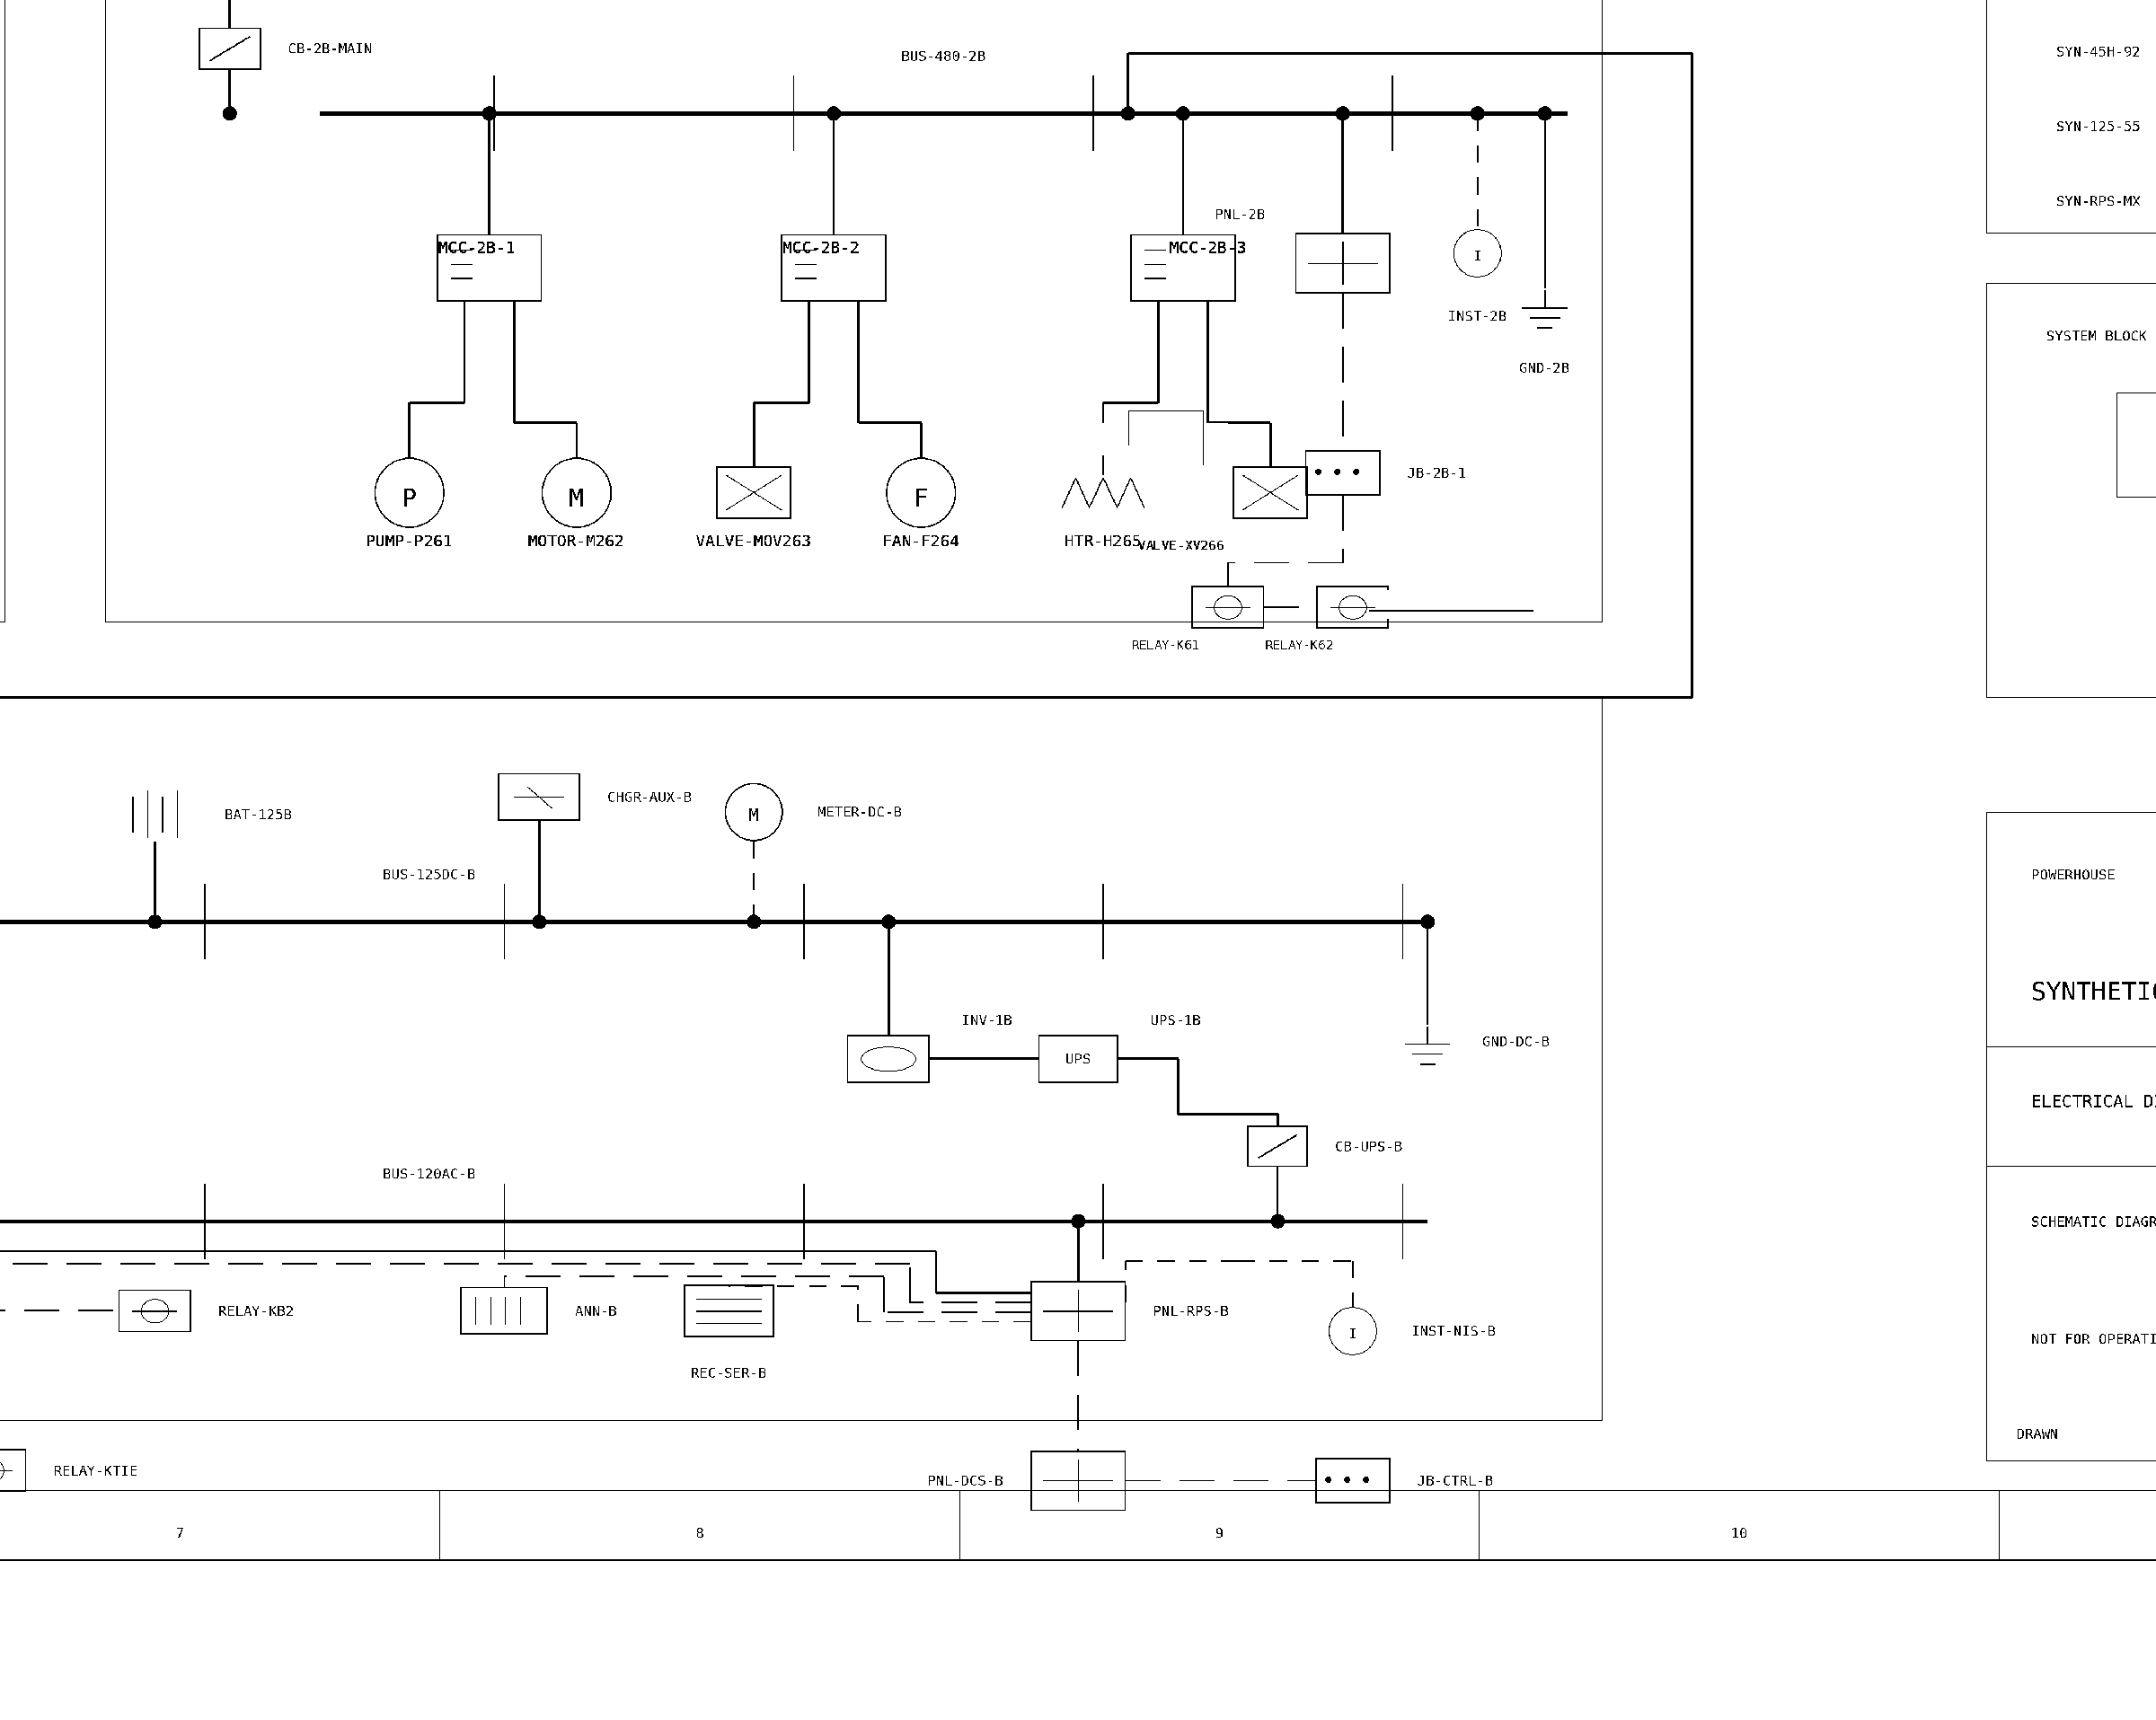 CB-2B-MAIN
BUS-480-2B
SYN-45H-92
SYN-125-55
SYN-RPS-MX
PNL-2B
MCC-2B-1
MCC-2B-2
MCC-2B-3
I
INST-2B
GND-2B
SYSTEM BLOCK
P
M
F
JB-2B-1
PUMP-P261
MOTOR-M262
VALVE-MOV263
FAN-F264
HTR-H265
VALVE-XV266
RELAY-K61
RELAY-K62
BAT-125B
CHGR-AUX-B
M
METER-DC-B
BUS-125DC-B
POWERHOUSE
SYNTHETIC
INV-1B
UPS-1B
UPS
GND-DC-B
ELECTRICAL DI
CB-UPS-B
BUS-120AC-B
SCHEMATIC DIAGR
RELAY-KB2
ANN-B
PNL-RPS-B
I
INST-NIS-B
NOT FOR OPERATI
REC-SER-B
DRAWN
RELAY-KTIE
PNL-DCS-B
JB-CTRL-B
7
8
9
10